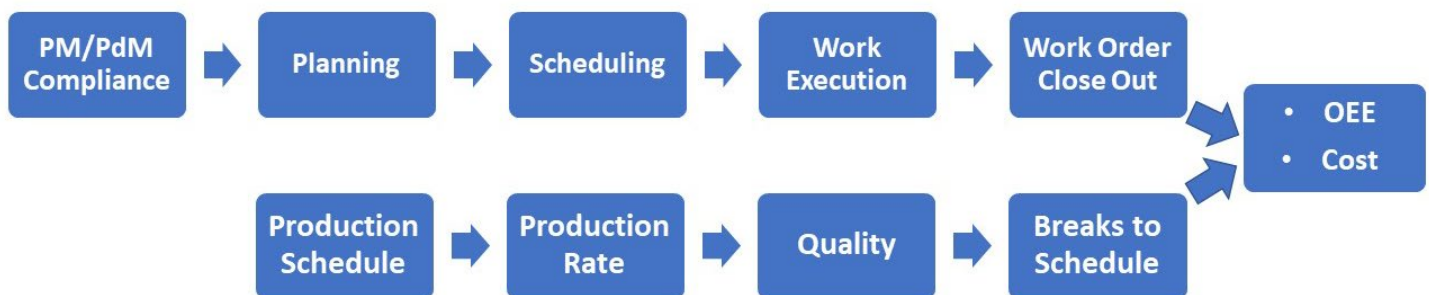 PM/PdM
Compliance
Planning
Scheduling
Work
Execution
Work Order
Close Out
• OEE
• Cost
Production
Schedule
Production
Rate
Quality
Breaks to
Schedule